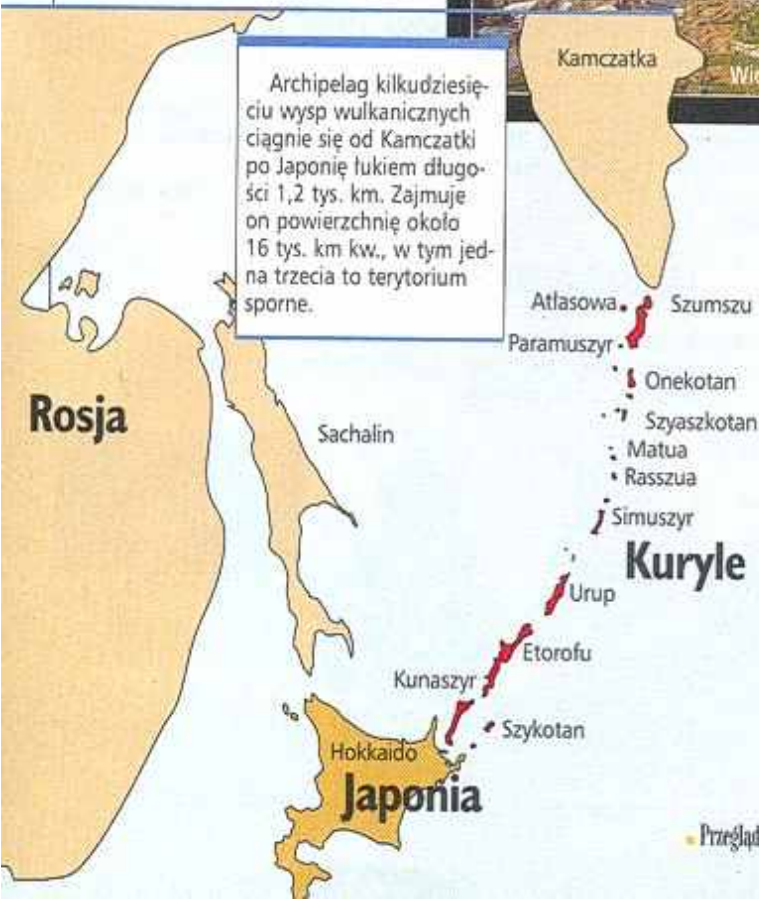 Kamczatka
Archipelag kilkudziesię-
ciu wysp wulkanicznych
ciągnie się od Kamczatki
po Japonię łukiem długo-
ści 1,2 tys. km. Zajmuje
on powierzchnię około
16 tys. km kw., w tym jed-
na trzecia to terytorium
sporne.
Atłasowa
Szumszu
Paramuszyr
Onekotan
Rosja
Szyaszkotan
Sachalin
Matua
Rasszua
Simuszyr
Kuryle
Urup
Etorofu
Kunaszyr
Szykotan
Hokkaido
Japonia
Przegląd